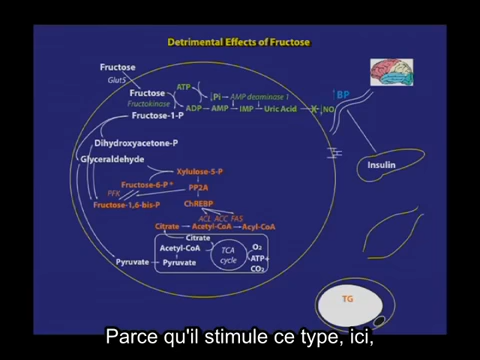 Detrimental Effects of Fructose
Fructose
Glut5
Fructose
Fructokinase
ATP
ADP
↓Pi → AMP deaminase 1
AMP → IMP → Uric Acid X ↓NO
↑BP
Fructose-1-P
Dihydroxyacetone-P
Glyceraldehyde
Insulin
Xylulose-5-P
Fructose-6-P*
PP2A
PFK
Fructose-1,6-bis-P
ChREBP
ACL ACC FAS
Citrate → Acetyl-CoA → Acyl-CoA
Citrate
Acetyl-CoA
TCA
cycle
O₂
ATP+
CO₂
Pyruvate
Pyruvate
TG
Parce qu'il stimule ce type, ici,